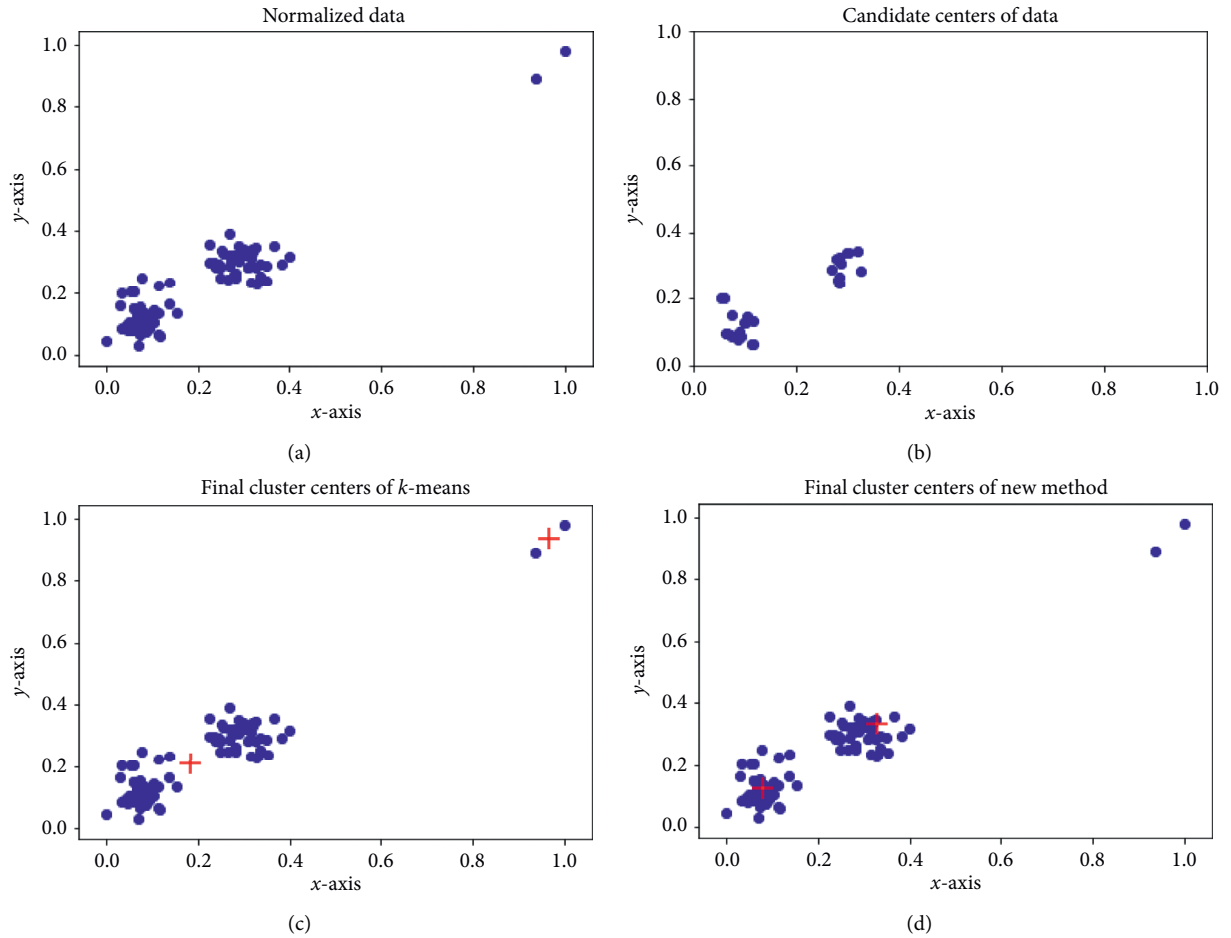 Normalized data
1.0
0.8
0.6
0.4
0.2
0.0
y-axis
0.0 0.2 0.4 0.6 0.8 1.0
x-axis
(a)
Candidate centers of data
1.0
0.8
0.6
0.4
0.2
0.0
y-axis
0.0 0.2 0.4 0.6 0.8 1.0
x-axis
(b)
Final cluster centers of k-means
1.0
0.8
0.6
0.4
0.2
0.0
y-axis
0.0 0.2 0.4 0.6 0.8 1.0
x-axis
(c)
Final cluster centers of new method
1.0
0.8
0.6
0.4
0.2
0.0
y-axis
0.0 0.2 0.4 0.6 0.8 1.0
x-axis
(d)